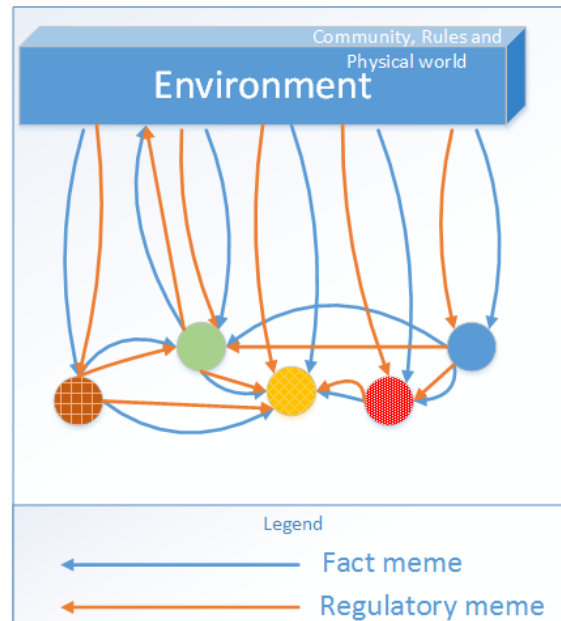 Community, Rules and
Physical world
Environment
Legend
Fact meme
Regulatory meme